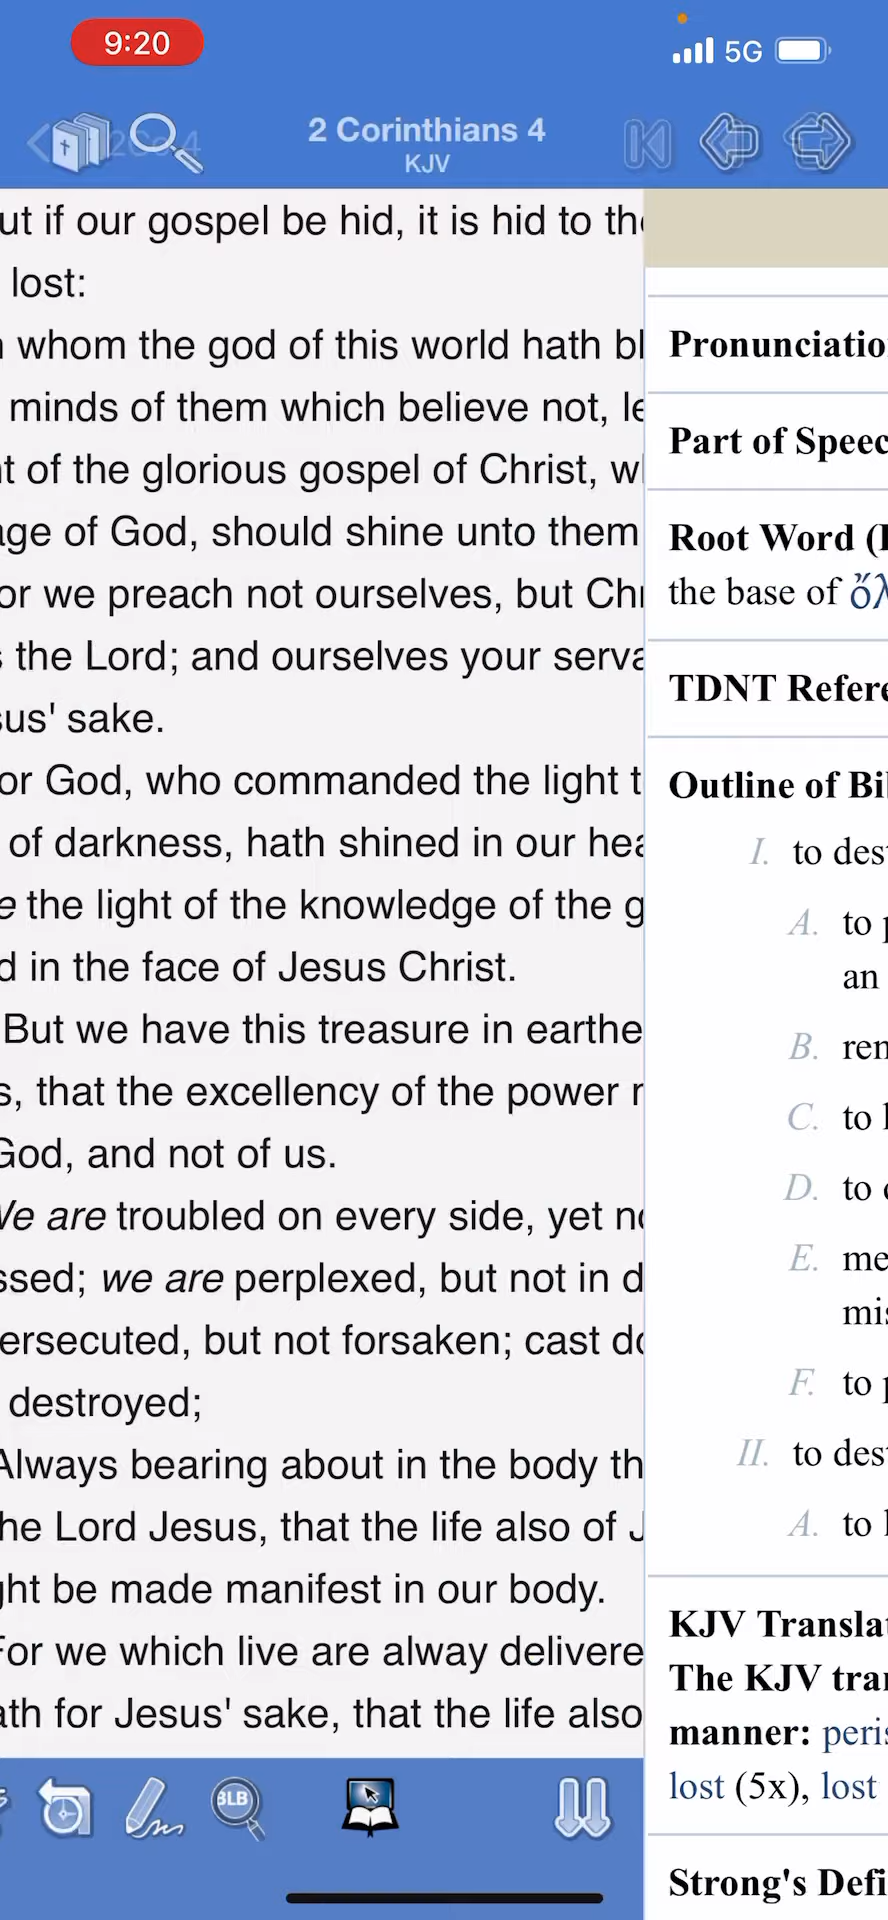 9:20
5G
2 Corinthians 4
KJV
ut if our gospel be hid, it is hid to the
lost:
whom the god of this world hath bl
minds of them which believe not, le
t of the glorious gospel of Christ, w
age of God, should shine unto them
or we preach not ourselves, but Chr
s the Lord; and ourselves your serva
sus' sake.
or God, who commanded the light t
of darkness, hath shined in our hea
e the light of the knowledge of the g
d in the face of Jesus Christ.
But we have this treasure in earthe
s, that the excellency of the power r
God, and not of us.
We are troubled on every side, yet no
ssed; we are perplexed, but not in d
ersecuted, but not forsaken; cast do
destroyed;
Always bearing about in the body th
he Lord Jesus, that the life also of J
ght be made manifest in our body.
For we which live are alway delivere
ath for Jesus' sake, that the life also
BLB
Pronunciatio
Part of Speec
Root Word (
the base of ὅλ
TDNT Refere
Outline of Bi
I. to des
A. to p
an
B. ren
C. to l
D. to
E. me
mis
F. to p
II. to des
A. to l
KJV Translat
The KJV tra
manner: peris
lost (5x), lost
Strong's Defi